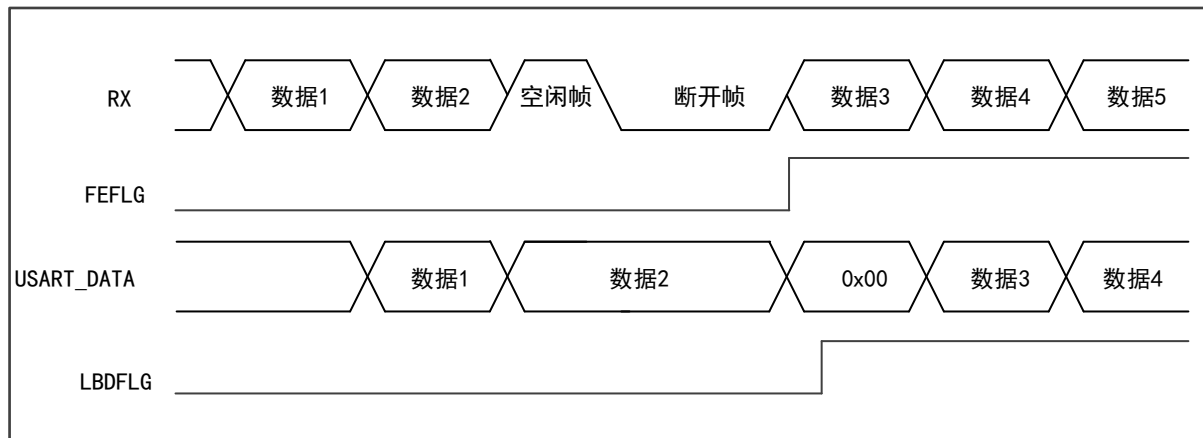 RX 数据1 数据2 空闲帧 断开帧 数据3 数据4 数据5
FEFLG
USART_DATA 数据1 数据2 0x00 数据3 数据4
LBDFLG